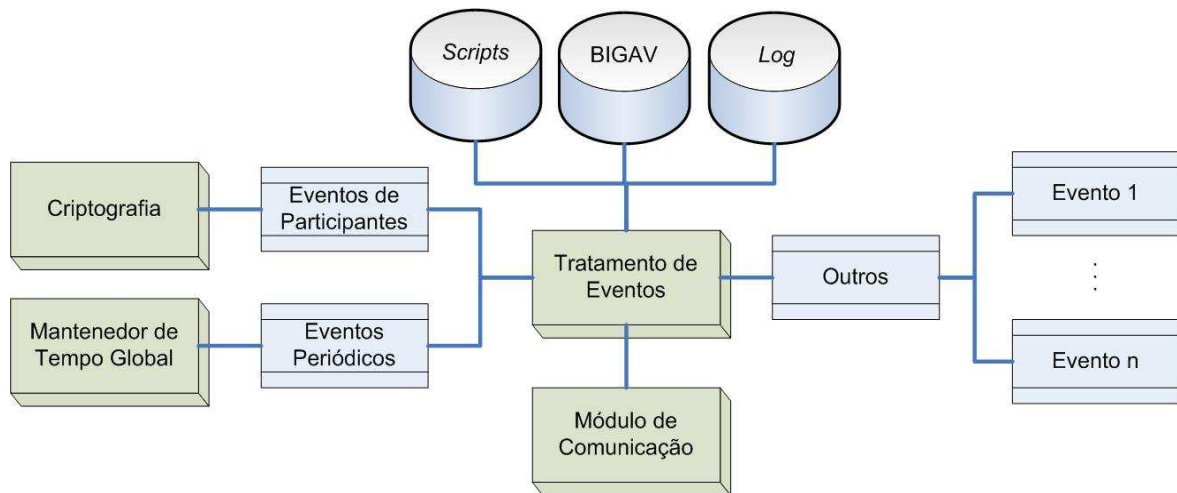 Scripts
BIGAV
Log
Criptografia
Eventos de
Participantes
Evento 1
Tratamento de
Eventos
Outros
Mantenedor de
Tempo Global
Eventos
Periódicos
Evento n
Módulo de
Comunicação